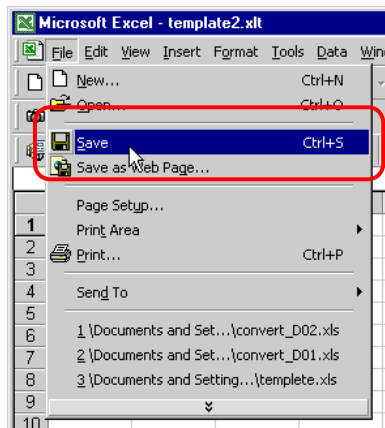 Microsoft Excel - template2.xlt
File Edit View Insert Format Tools Data Win
New... Ctrl+N
Open... Ctrl+O
Save Ctrl+S
Save as Web Page...
Page Setup...
1
Print Area
2
Print... Ctrl+P
3
4
Send To
5
6
1 \Documents and Set...\convert_D02.xls
7
2 \Documents and Set...\convert_D01.xls
8
3 \Documents and Setting...\templete.xls
9
10